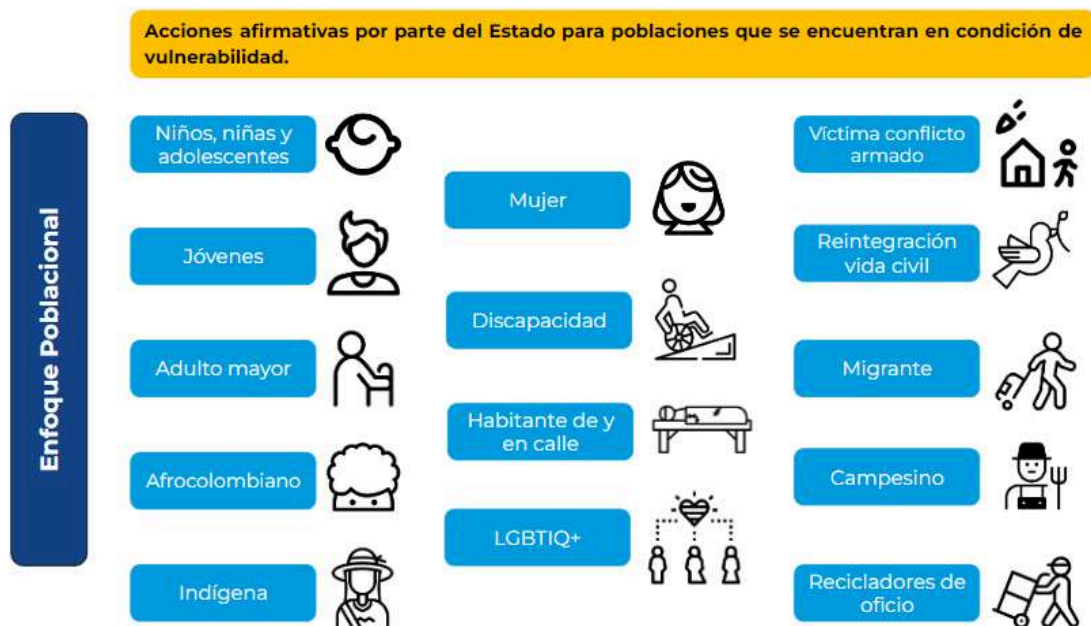 Acciones afirmativas por parte del Estado para poblaciones que se encuentran en condición de
vulnerabilidad.
Enfoque Poblacional
Niños, niñas y
adolescentes
Jóvenes
Adulto mayor
Afrocolombiano
Indígena
Mujer
Discapacidad
Habitante de y
en calle
LGBTIQ+
Víctima conflicto
armado
Reintegración
vida civil
Migrante
Campesino
Recicladores de
oficio